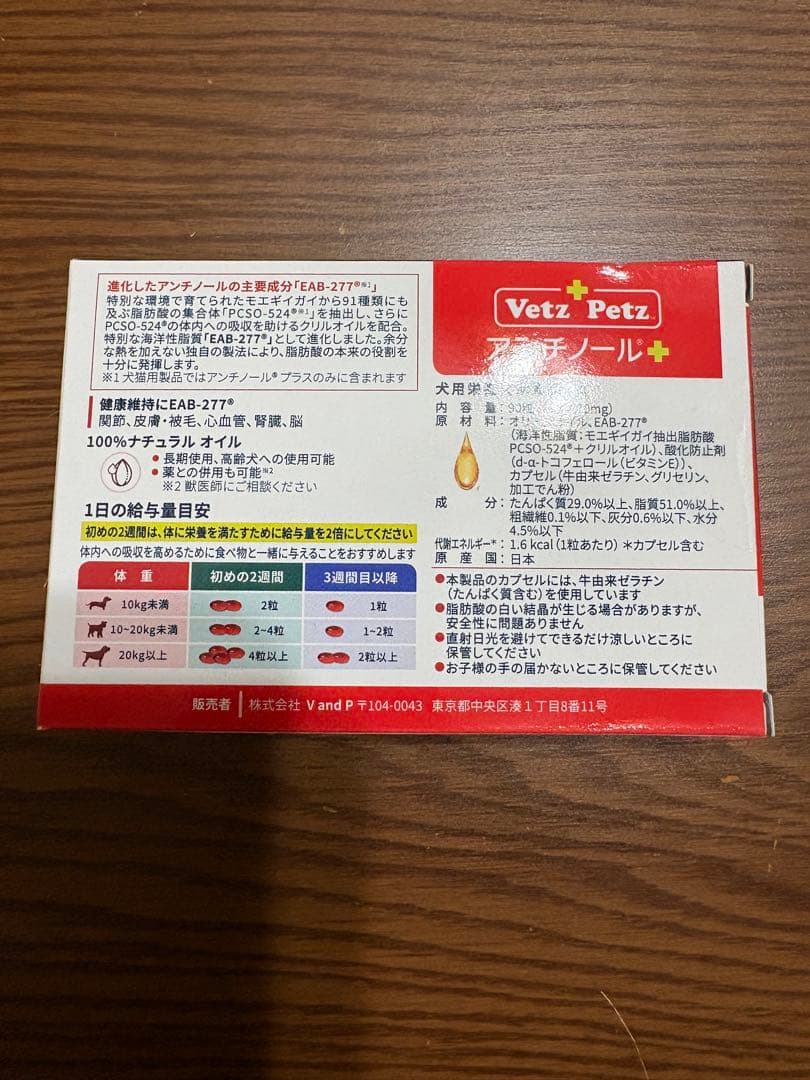 進化したアンチノールの主要成分「EAB-277®※1」
特別な環境で育てられたモエギイガイから91種類にも
及ぶ脂肪酸の集合体「PCSO-524®※1」を抽出し、さらに
PCSO-524®の体内への吸収を助けるクリルオイルを配合。
特別な海洋性脂質「EAB-277®」として進化しました。余分
な熱を加えない独自の製法により、脂肪酸の本来の役割を
十分に発揮します。
※1 犬猫用製品ではアンチノール® プラスのみに含まれます
健康維持にEAB-277®
関節、皮膚・被毛、心血管、腎臓、脳
100%ナチュラル オイル
● 長期使用、高齢犬への使用可能
● 薬との併用も可能※2
※2 獣医師にご相談ください
1日の給与量目安
初めの2週間は、体に栄養を満たすために給与量を2倍にしてください
体内への吸収を高めるために食べ物と一緒に与えることをおすすめします
体 重 初めの2週間 3週間目以降
10kg未満 2粒 1粒
10~20kg未満 2~4粒 1~2粒
20kg以上 4粒以上 2粒以上
Vetz Petz
アンチノール®
犬用栄
内 容 量:
原 材 料: EAB-277®
(海洋性脂質:モエギイガイ抽出脂肪酸
PCSO-524®+クリルオイル)、酸化防止剤
(d-α-トコフェロール(ビタミンE))、
カプセル(牛由来ゼラチン、グリセリン、
加工でん粉)
成 分:たんぱく質29.0%以上、脂質51.0%以上、
粗繊維0.1%以下、灰分0.6%以下、水分
4.5%以下
代謝エネルギー*:1.6 kcal(1粒あたり) *カプセル含む
原 産 国:日本
●本製品のカプセルには、牛由来ゼラチン
(たんぱく質含む)を使用しています
●脂肪酸の白い結晶が生じる場合がありますが、
安全性に問題ありません
●直射日光を避けてできるだけ涼しいところに
保管してください
●お子様の手の届かないところに保管してください
販売者 株式会社 V and P 〒104-0043 東京都中央区湊1丁目8番11号